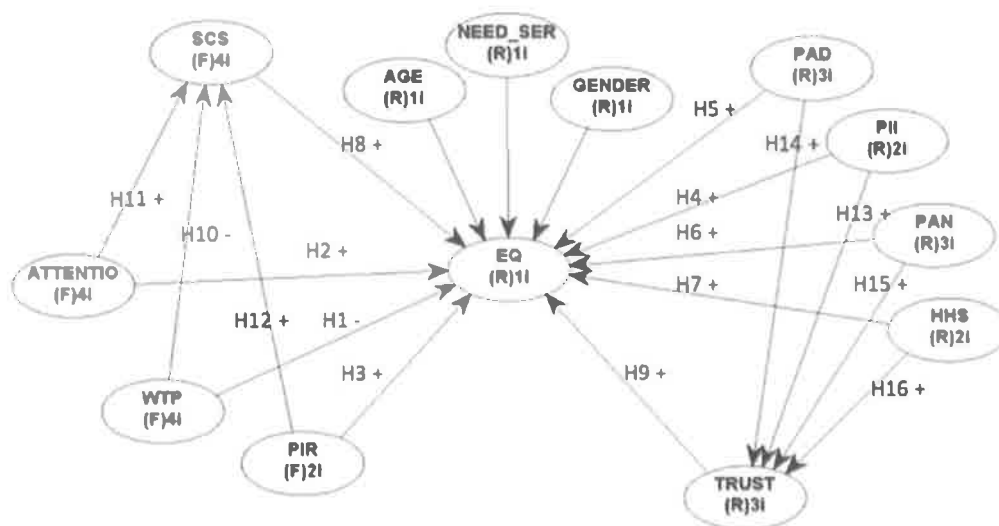 SCS
(F)4I
NEED_SER
(R)1I
AGE
(R)1I
GENDER
(R)1I
PAD
(R)3I
PII
(R)2I
PAN
(R)3I
HHS
(R)2I
H5 +
H14 +
H8 +
H4 +
H13 +
H11 +
H10 -
H6 +
H2 +
EQ
(R)1I
H15 +
ATTENTIO
(F)4I
H7 +
H12 +
H1 -
H3 +
H9 +
H16 +
WTP
(F)4I
PIR
(F)2I
TRUST
(R)3I